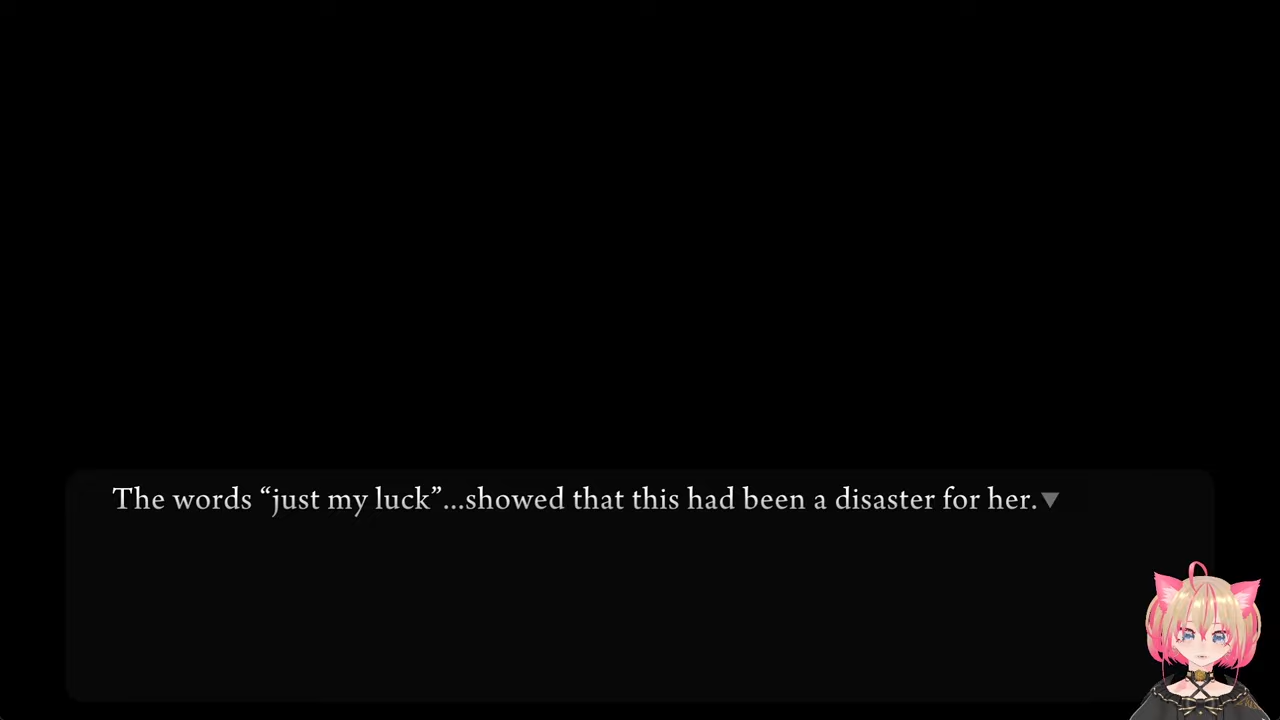 The words “just my luck”...showed that this had been a disaster for her.